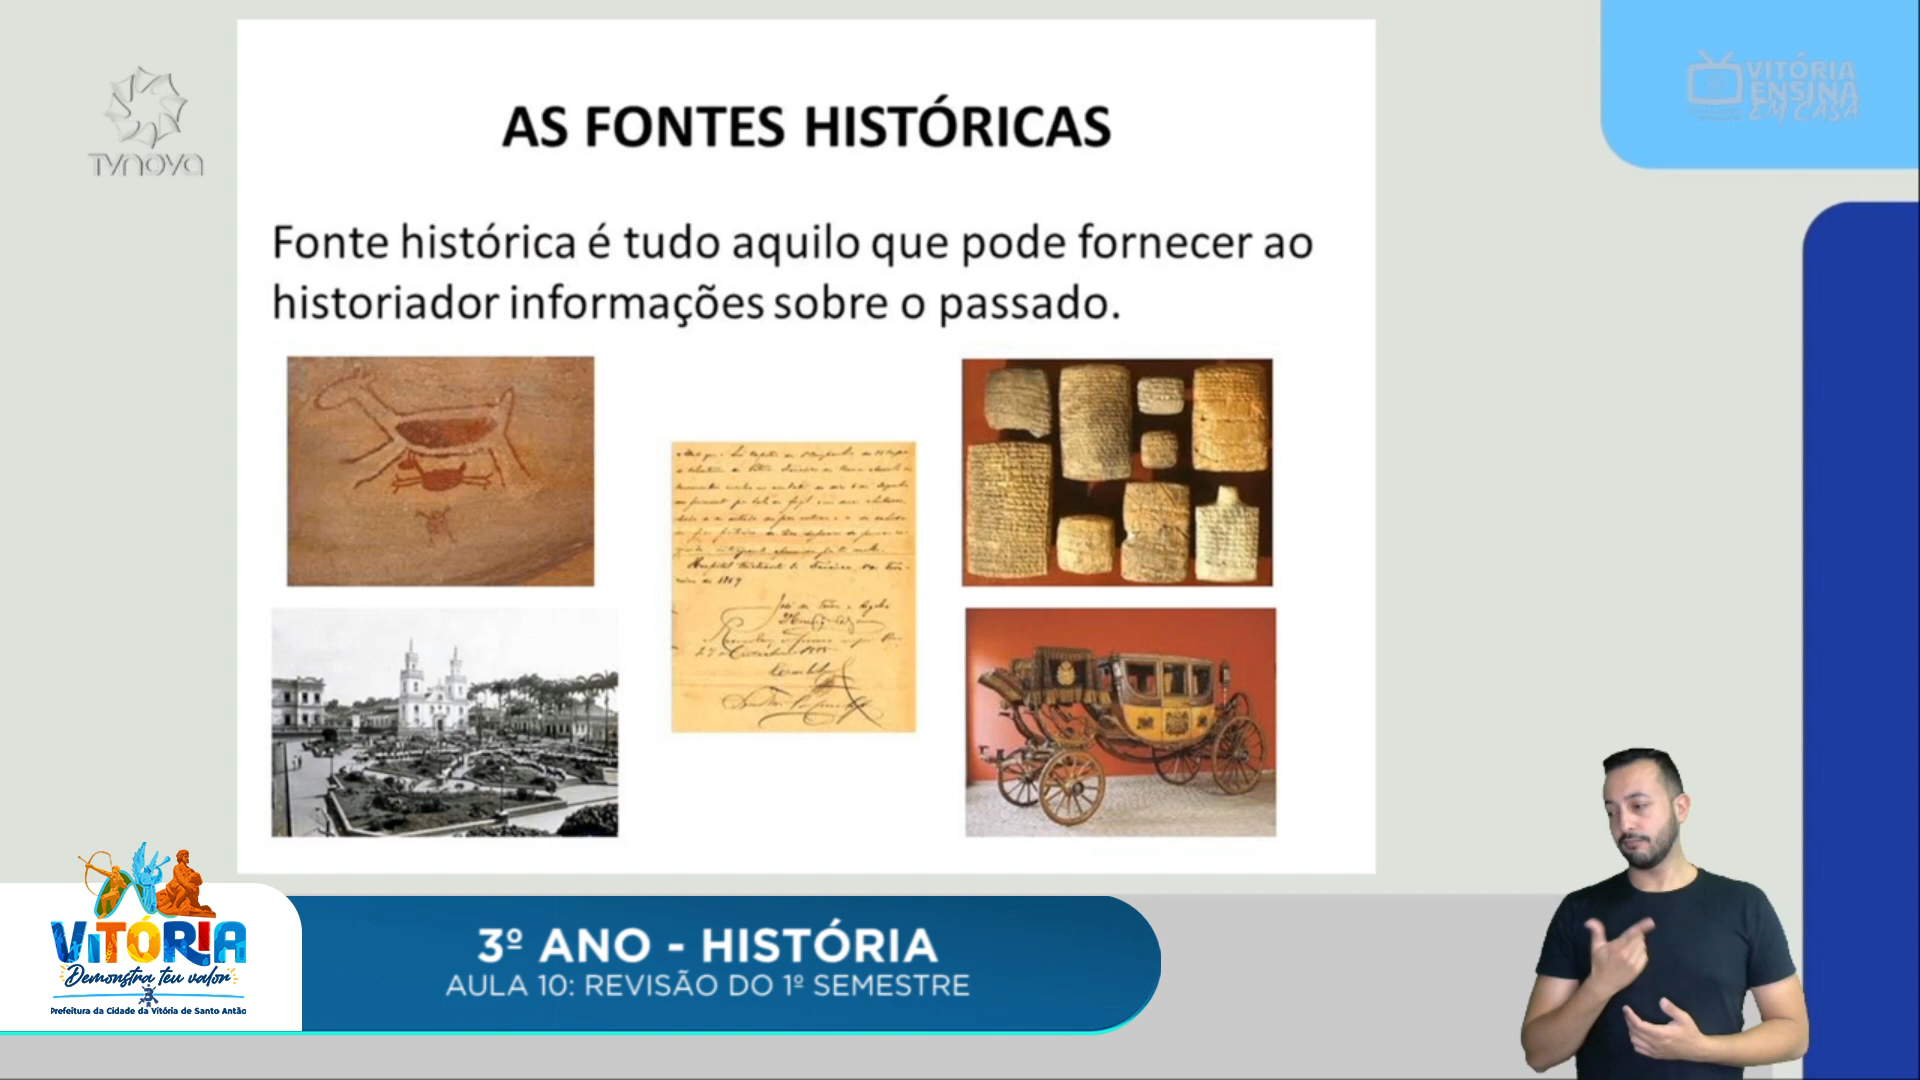 TVNOVA
VITÓRIA
ENSINA
EM CASA
AS FONTES HISTÓRICAS
Fonte histórica é tudo aquilo que pode fornecer ao
historiador informações sobre o passado.
VITÓRIA
Demonstra teu valor
Prefeitura da Cidade da Vitória de Santo Antão
3º ANO - HISTÓRIA
AULA 10: REVISÃO DO 1º SEMESTRE